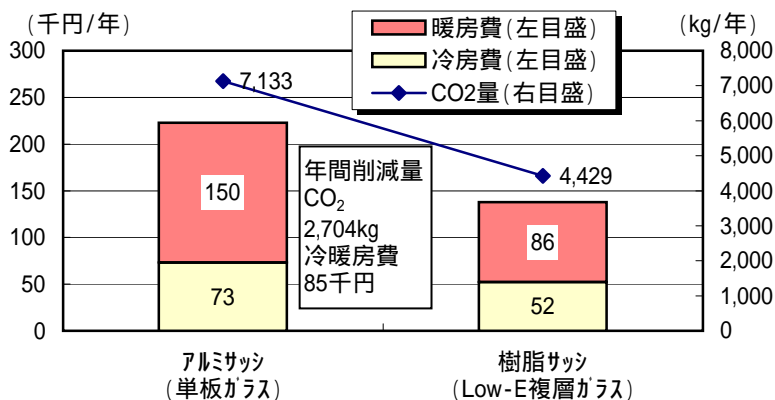 (千円/年)
(kg/年)
暖房費(左目盛)
冷房費(左目盛)
CO2量(右目盛)
300
250
200
150
100
50
0
8,000
7,000
6,000
5,000
4,000
3,000
2,000
1,000
0
7,133
4,429
150
73
86
52
年間削減量
CO₂
2,704kg
冷暖房費
85千円
ｱﾙﾐｻｯｼ
(単板ｶﾞﾗｽ)
樹脂ｻｯｼ
(Low-E複層ｶﾞﾗｽ)